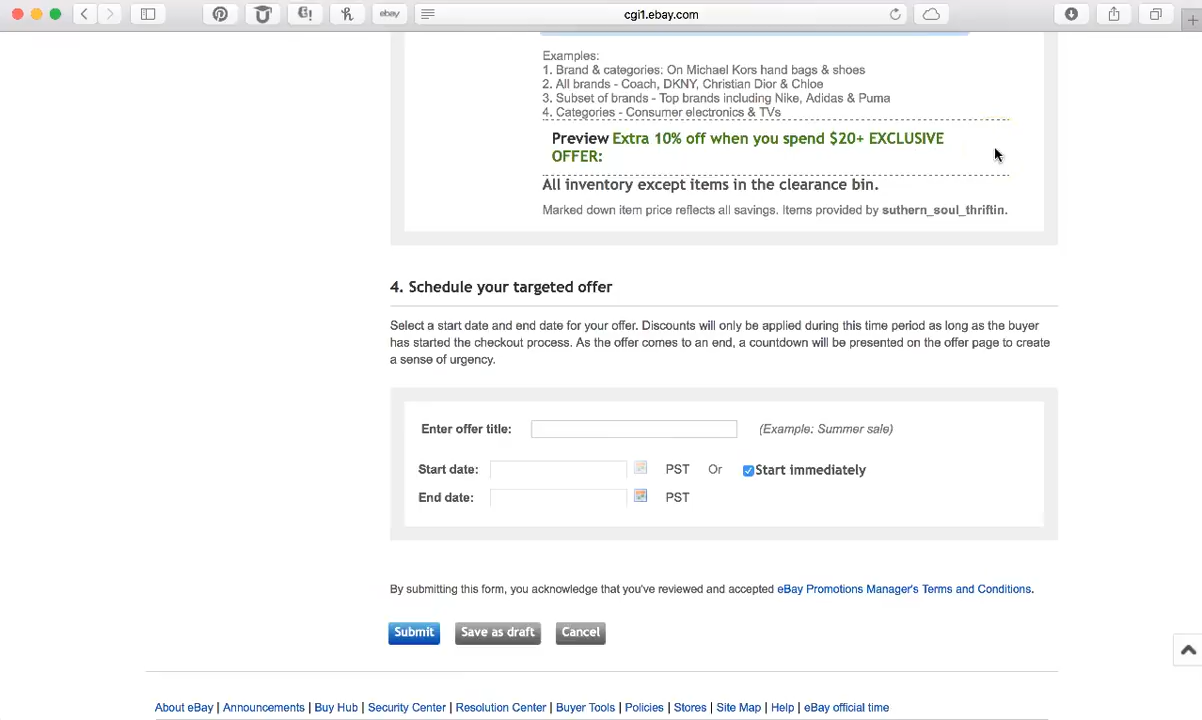 ebay
cgi1.ebay.com
Examples:
1. Brand & categories: On Michael Kors hand bags & shoes
2. All brands - Coach, DKNY, Christian Dior & Chloe
3. Subset of brands - Top brands including Nike, Adidas & Puma
4. Categories - Consumer electronics & TVs
Preview Extra 10% off when you spend $20+ EXCLUSIVE
OFFER:
All inventory except items in the clearance bin.
Marked down item price reflects all savings. Items provided by suthern_soul_thriftin.
4. Schedule your targeted offer
Select a start date and end date for your offer. Discounts will only be applied during this time period as long as the buyer
has started the checkout process. As the offer comes to an end, a countdown will be presented on the offer page to create
a sense of urgency.
Enter offer title: (Example: Summer sale)
Start date: PST Or Start immediately
End date: PST
By submitting this form, you acknowledge that you've reviewed and accepted eBay Promotions Manager's Terms and Conditions.
Submit Save as draft Cancel
About eBay | Announcements | Buy Hub | Security Center | Resolution Center | Buyer Tools | Policies | Stores | Site Map | Help | eBay official time